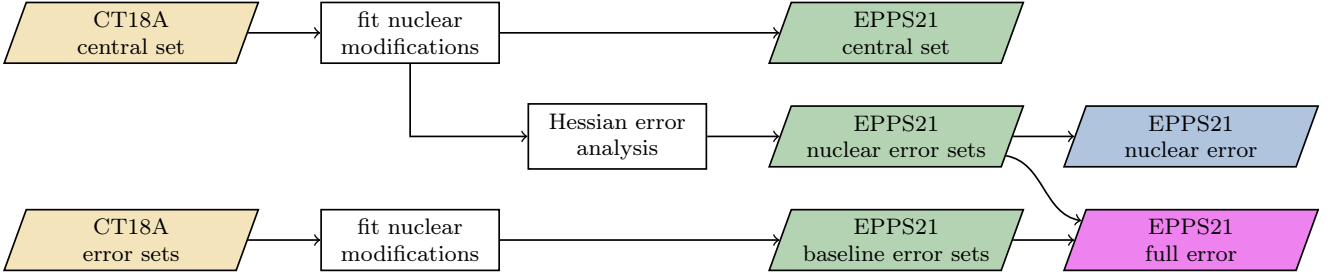 CT18A
central set
fit nuclear
modifications
EPPS21
central set
Hessian error
analysis
EPPS21
nuclear error sets
EPPS21
nuclear error
CT18A
error sets
fit nuclear
modifications
EPPS21
baseline error sets
EPPS21
full error